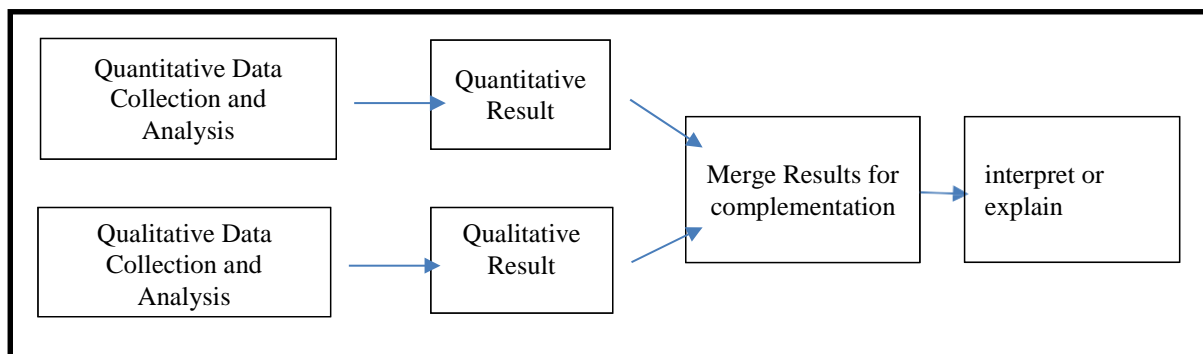 Quantitative Data
Collection and
Analysis
Quantitative
Result
Merge Results for
complementation
interpret or
explain
Qualitative Data
Collection and
Analysis
Qualitative
Result